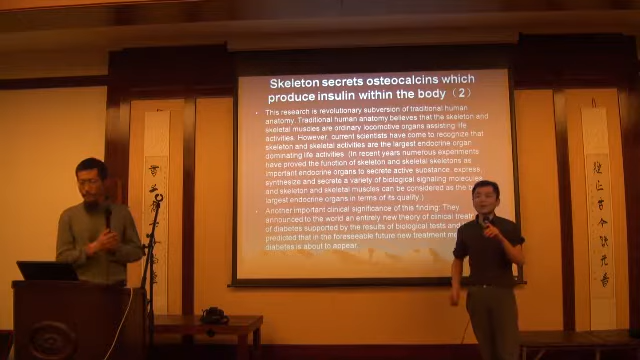 Skeleton secrets osteocalcins which
produce insulin within the body（2）
This research is revolutionary subversion of traditional human
anatomy. Traditional human anatomy believes that the skeleton and
skeletal muscles are ordinary locomotive organs assisting life
activities. However, current scientists have come to recognize that
skeleton and skeletal activities are the largest endocrine organ
dominating life activities. (In recent years numerous experiments
have proved the function of skeleton and skeletal skeletons as
important endocrine organs to secrete active substance, express,
synthesize and secrete a variety of biological signaling molecules
and skeleton and skeletal muscles can be considered as the
largest endocrine organs in terms of its quality.)
Another important clinical significance of this finding: They
announced to the world an entirely new theory of clinical
of diabetes supported by the results of biological tests and
predicted that in the foreseeable future new treatment
diabetes is about to appear.